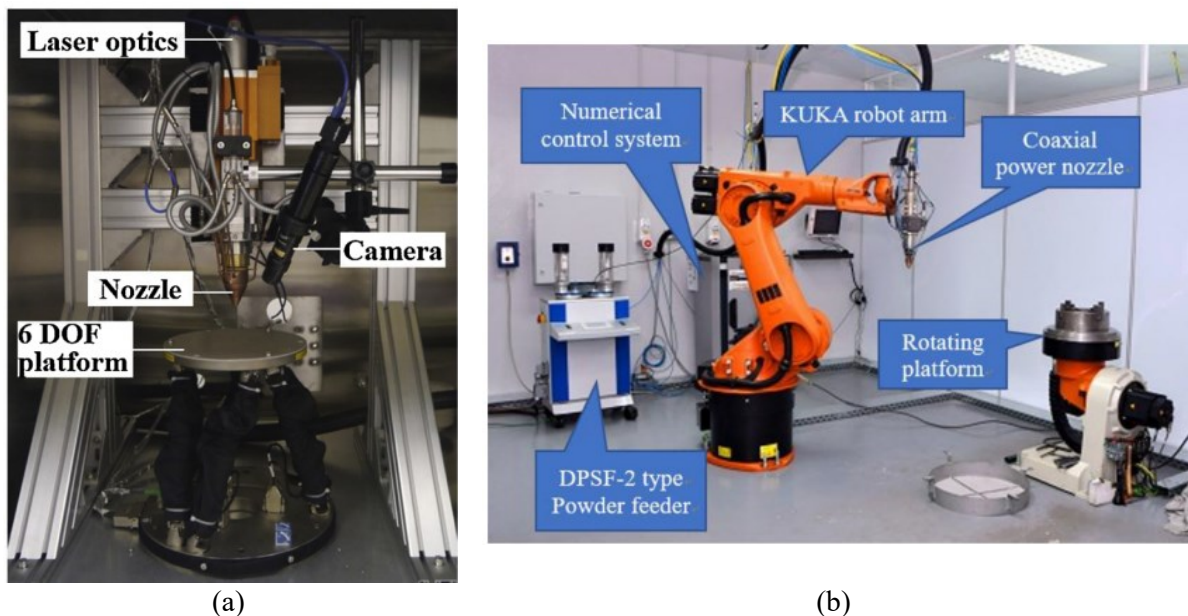 Laser optics
Camera
Nozzle
6 DOF
platform
(a)
Numerical
control system
KUKA robot arm
Coaxial
power nozzle
Rotating
platform
DPSF-2 type
Powder feeder
(b)